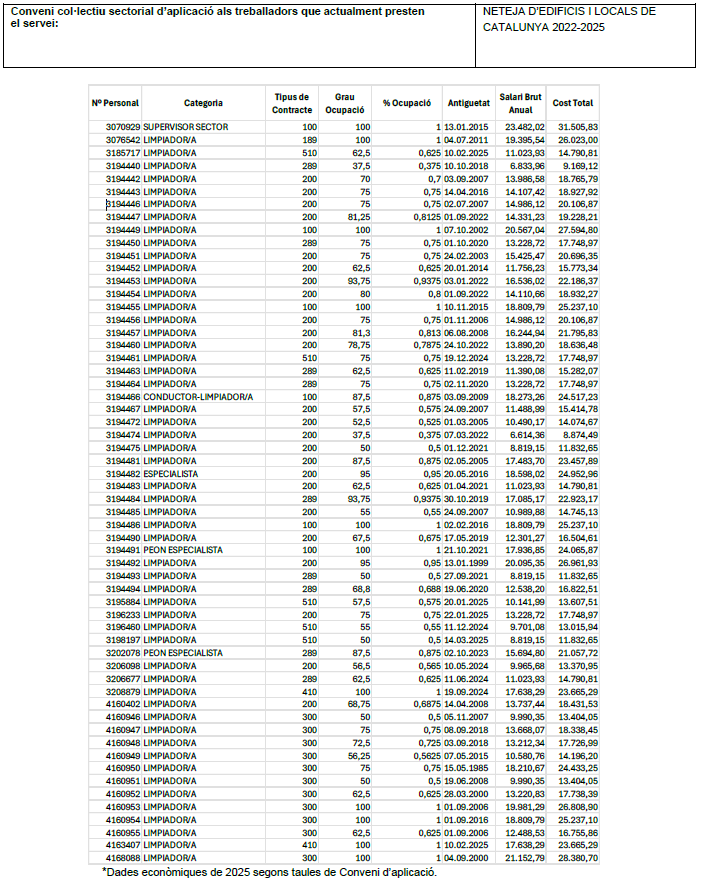 Conveni col·lectiu sectorial d'aplicació als treballadors que actualment presten
el servei:
NETEJA D'EDIFICIS I LOCALS DE
CATALUNYA 2022-2025
Nº Personal Categoria Tipus de Contracte Grau Ocupació % Ocupació Antiguetat Salari Brut Anual Cost Total
3070929 SUPERVISOR SECTOR 100 100 1 13.01.2015 23.482,02 31.505,83
3076542 LIMPIADOR/A 189 100 1 04.07.2011 19.395,54 26.023,00
3185717 LIMPIADOR/A 510 62,5 0,625 10.02.2025 11.023,93 14.790,81
3194440 LIMPIADOR/A 289 37,5 0,375 10.10.2018 6.833,96 9.169,12
3194442 LIMPIADOR/A 200 70 0,7 03.09.2007 13.986,58 18.765,79
3194443 LIMPIADOR/A 200 75 0,75 14.04.2016 14.107,42 18.927,92
3194446 LIMPIADOR/A 200 75 0,75 02.07.2007 14.986,12 20.106,87
3194447 LIMPIADOR/A 200 81,25 0,8125 01.09.2022 14.331,23 19.228,21
3194449 LIMPIADOR/A 100 100 1 07.10.2002 20.567,04 27.594,80
3194450 LIMPIADOR/A 289 75 0,75 01.10.2020 13.228,72 17.748,97
3194451 LIMPIADOR/A 200 75 0,75 24.02.2003 15.425,47 20.696,35
3194452 LIMPIADOR/A 200 62,5 0,625 20.01.2014 11.756,23 15.773,34
3194453 LIMPIADOR/A 200 93,75 0,9375 03.01.2022 16.536,02 22.186,37
3194454 LIMPIADOR/A 200 80 0,8 01.09.2022 14.110,66 18.932,27
3194455 LIMPIADOR/A 100 100 1 10.11.2015 18.809,79 25.237,10
3194456 LIMPIADOR/A 200 75 0,75 01.11.2006 14.986,12 20.106,87
3194457 LIMPIADOR/A 200 81,3 0,813 06.08.2008 16.244,94 21.795,83
3194460 LIMPIADOR/A 200 78,75 0,7875 24.10.2022 13.890,20 18.636,48
3194461 LIMPIADOR/A 510 75 0,75 19.12.2024 13.228,72 17.748,97
3194463 LIMPIADOR/A 289 62,5 0,625 11.02.2019 11.390,08 15.282,07
3194464 LIMPIADOR/A 289 75 0,75 02.11.2020 13.228,72 17.748,97
3194466 CONDUCTOR-LIMPIADOR/A 100 87,5 0,875 03.09.2009 18.273,26 24.517,23
3194467 LIMPIADOR/A 200 57,5 0,575 24.09.2007 11.488,99 15.414,78
3194472 LIMPIADOR/A 200 52,5 0,525 01.03.2005 10.490,17 14.074,67
3194474 LIMPIADOR/A 200 37,5 0,375 07.03.2022 6.614,36 8.874,49
3194475 LIMPIADOR/A 200 50 0,5 01.12.2021 8.819,15 11.832,65
3194481 LIMPIADOR/A 200 87,5 0,875 02.05.2005 17.483,70 23.457,89
3194482 ESPECIALISTA 200 95 0,95 20.05.2016 18.598,02 24.952,96
3194483 LIMPIADOR/A 200 62,5 0,625 01.04.2021 11.023,93 14.790,81
3194484 LIMPIADOR/A 289 93,75 0,9375 30.10.2019 17.085,17 22.923,17
3194485 LIMPIADOR/A 200 55 0,55 24.09.2007 10.989,88 14.745,13
3194486 LIMPIADOR/A 100 100 1 02.02.2016 18.809,79 25.237,10
3194490 LIMPIADOR/A 200 67,5 0,675 17.05.2019 12.301,27 16.504,61
3194491 PEON ESPECIALISTA 100 100 1 21.10.2021 17.936,85 24.065,87
3194492 LIMPIADOR/A 200 95 0,95 13.01.1999 20.095,35 26.961,93
3194493 LIMPIADOR/A 289 50 0,5 27.09.2021 8.819,15 11.832,65
3194494 LIMPIADOR/A 289 68,8 0,688 19.06.2020 12.538,20 16.822,51
3195884 LIMPIADOR/A 510 57,5 0,575 20.01.2025 10.141,99 13.607,51
3196233 LIMPIADOR/A 200 75 0,75 22.01.2025 13.228,72 17.748,97
3196460 LIMPIADOR/A 510 55 0,55 11.12.2024 9.701,08 13.015,94
3198197 LIMPIADOR/A 510 50 0,5 14.03.2025 8.819,15 11.832,65
3202078 PEON ESPECIALISTA 289 87,5 0,875 02.10.2023 15.694,80 21.057,72
3206098 LIMPIADOR/A 200 56,5 0,565 10.05.2024 9.965,68 13.370,95
3206677 LIMPIADOR/A 289 62,5 0,625 11.06.2024 11.023,93 14.790,81
3208879 LIMPIADOR/A 410 100 1 19.09.2024 17.638,29 23.665,29
4160402 LIMPIADOR/A 200 68,75 0,6875 14.04.2008 13.737,44 18.431,53
4160946 LIMPIADOR/A 300 50 0,5 05.11.2007 9.990,35 13.404,05
4160947 LIMPIADOR/A 300 75 0,75 08.09.2018 13.668,07 18.338,45
4160948 LIMPIADOR/A 300 72,5 0,725 03.09.2018 13.212,34 17.726,99
4160949 LIMPIADOR/A 300 56,25 0,5625 07.05.2015 10.580,76 14.196,20
4160950 LIMPIADOR/A 300 75 0,75 15.05.1985 18.210,67 24.433,25
4160951 LIMPIADOR/A 300 50 0,5 19.06.2008 9.990,35 13.404,05
4160952 LIMPIADOR/A 300 62,5 0,625 28.03.2000 13.220,83 17.738,39
4160953 LIMPIADOR/A 300 100 1 01.09.2006 19.981,29 26.808,90
4160954 LIMPIADOR/A 300 100 1 01.09.2016 18.809,79 25.237,10
4160955 LIMPIADOR/A 300 62,5 0,625 01.09.2006 12.488,53 16.755,86
4163407 LIMPIADOR/A 410 100 1 10.02.2025 17.638,29 23.665,29
4168088 LIMPIADOR/A 300 100 1 04.09.2000 21.152,79 28.380,70
*Dades econòmiques de 2025 segons taules de Conveni d'aplicació.